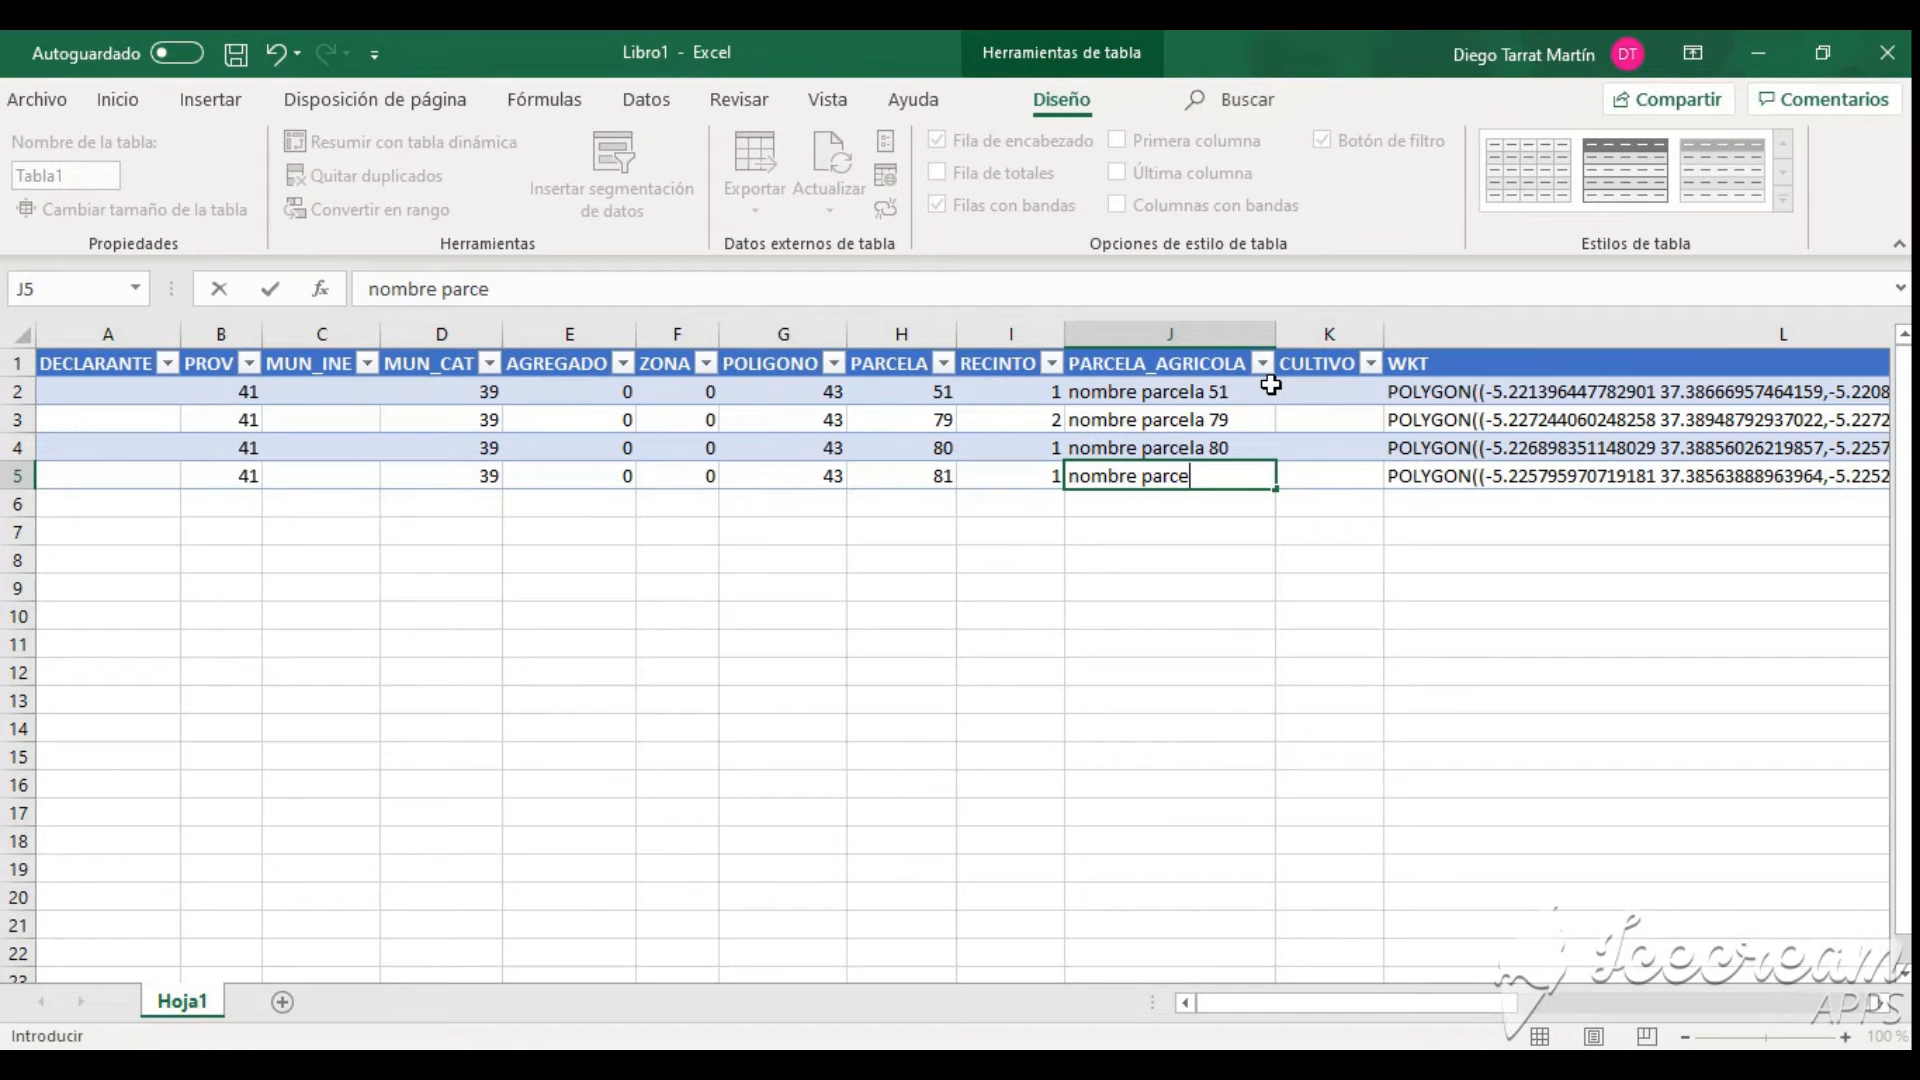 Autoguardado
Libro1 - Excel
Herramientas de tabla
Diego Tarrat Martín DT
Archivo Inicio Insertar Disposición de página Fórmulas Datos Revisar Vista Ayuda Diseño Buscar Compartir Comentarios
Nombre de la tabla:
Tabla1
Cambiar tamaño de la tabla
Propiedades
Resumir con tabla dinámica
Quitar duplicados
Convertir en rango
Insertar segmentación
de datos
Herramientas
Exportar Actualizar
Datos externos de tabla
Fila de encabezado Primera columna Botón de filtro
Fila de totales Última columna
Filas con bandas Columnas con bandas
Opciones de estilo de tabla
Estilos de tabla
J5 fx nombre parce
A B C D E F G H I J K L
1 DECLARANTE PROV MUN_INE MUN_CAT AGREGADO ZONA POLIGONO PARCELA RECINTO PARCELA_AGRICOLA CULTIVO WKT
2 41 39 0 0 43 51 1 nombre parcela 51 POLYGON((-5.221396447782901 37.38666957464159,-5.2208
3 41 39 0 0 43 79 2 nombre parcela 79 POLYGON((-5.227244060248258 37.38948792937022,-5.2272
4 41 39 0 0 43 80 1 nombre parcela 80 POLYGON((-5.226898351148029 37.38856026219857,-5.2257
5 41 39 0 0 43 81 1 nombre parce POLYGON((-5.225795970719181 37.38563888963964,-5.2252
6
7
8
9
10
11
12
13
14
15
16
17
18
19
20
21
22
23
Hoja1
Introducir
100 %
Icecream
APPS